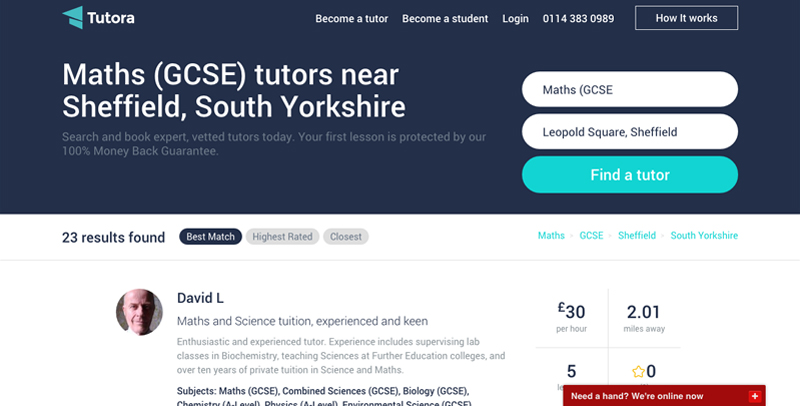 Tutora
Become a tutor
Become a student
Login
0114 383 0989
How It works
Maths (GCSE) tutors near
Sheffield, South Yorkshire
Search and book expert, vetted tutors today. Your first lesson is protected by our
100% Money Back Guarantee.
Maths (GCSE
Leopold Square, Sheffield
Find a tutor
23 results found
Best Match
Highest Rated
Closest
Maths - GCSE - Sheffield - South Yorkshire
David L
Maths and Science tuition, experienced and keen
Enthusiastic and experienced tutor. Experience includes supervising lab
classes in Biochemistry, teaching Sciences at Further Education colleges, and
over ten years of private tuition in Science and Maths.
Subjects: Maths (GCSE), Combined Sciences (GCSE), Biology (GCSE),
Chemistry (A-Level), Physics (A-Level), Environmental Science (GCSE)
£30
per hour
2.01
miles away
5
0
Need a hand? We're online now
+